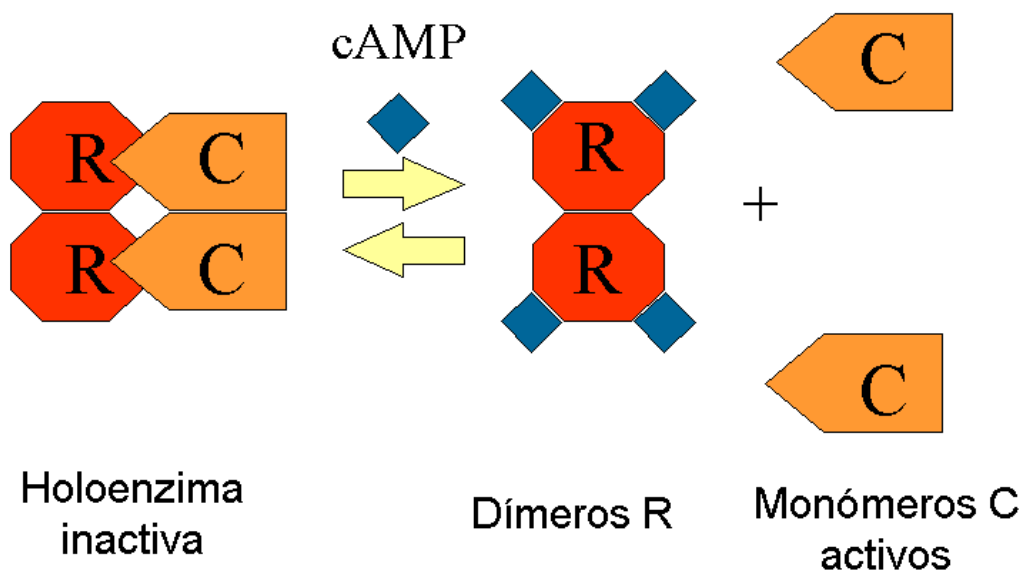 cAMP
R
C
R
C
R
R
C
+
C
Holoenzima
inactiva
Dímeros R
Monómeros C
activos